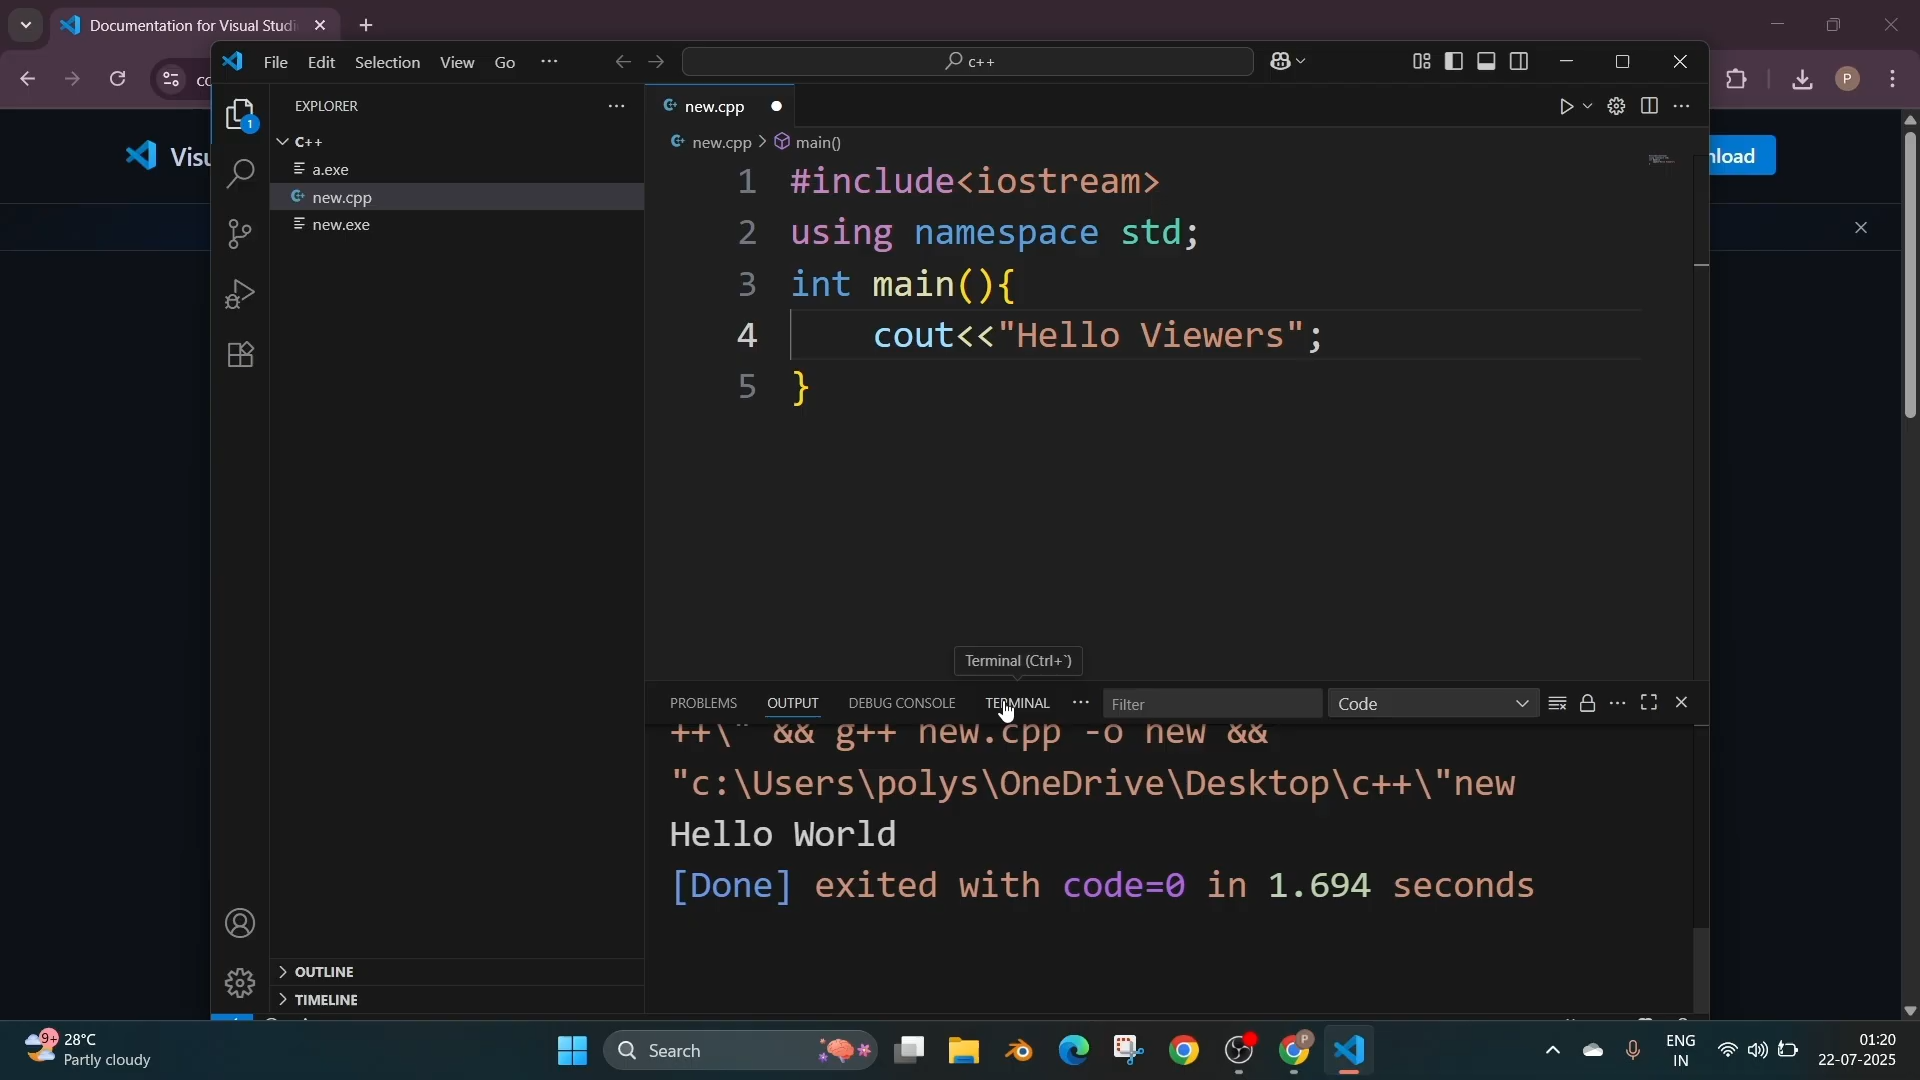 Documentation for Visual Studi
File Edit Selection View Go
c++
EXPLORER
new.cpp
1
C++
new.cpp > main()
a.exe
new.cpp
new.exe
1 #include<iostream>
2 using namespace std;
3 int main(){
4 cout<<"Hello Viewers";
5 }
Terminal (Ctrl+`)
PROBLEMS OUTPUT DEBUG CONSOLE TERMINAL Filter Code
++\" && g++ new.cpp -o new &&
"c:\Users\polys\OneDrive\Desktop\c++\"new
Hello World
[Done] exited with code=0 in 1.694 seconds
OUTLINE
TIMELINE
P
9+ 28°C
Partly cloudy
Search
P
ENG
IN
01:20
22-07-2025